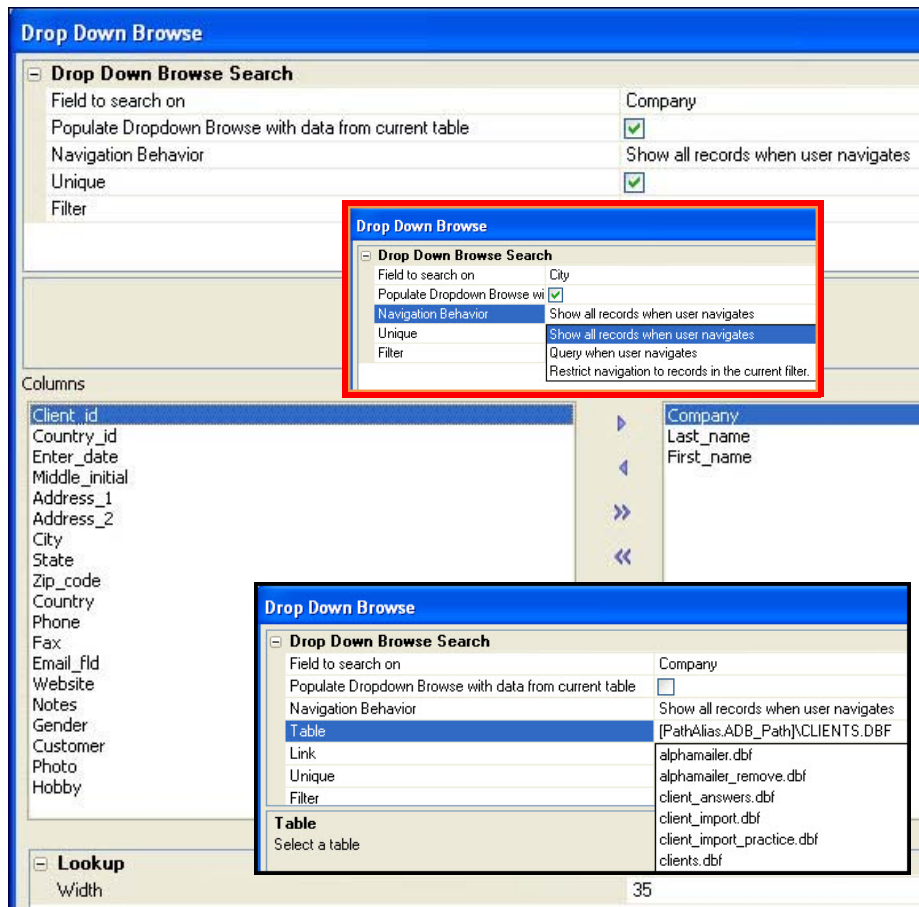 Drop Down Browse
Drop Down Browse Search
Field to search on Company
Populate Dropdown Browse with data from current table
Navigation Behavior Show all records when user navigates
Unique
Filter
Drop Down Browse
Drop Down Browse Search
Field to search on City
Populate Dropdown Browse wi
Navigation Behavior Show all records when user navigates
Unique Show all records when user navigates
Filter Query when user navigates
Restrict navigation to records in the current filter.
Columns
Client_id
Country_id
Enter_date
Middle_initial
Address_1
Address_2
City
State
Zip_code
Country
Phone
Fax
Email_fld
Website
Notes
Gender
Customer
Photo
Hobby
Company
Last_name
First_name
Drop Down Browse
Drop Down Browse Search
Field to search on Company
Populate Dropdown Browse with data from current table
Navigation Behavior Show all records when user navigates
Table [PathAlias.ADB_Path]\CLIENTS.DBF
Link alphamailer.dbf
alphamailer_remove.dbf
Unique client_answers.dbf
Filter client_import.dbf
Table client_import_practice.dbf
Select a table clients.dbf
Lookup
Width 35